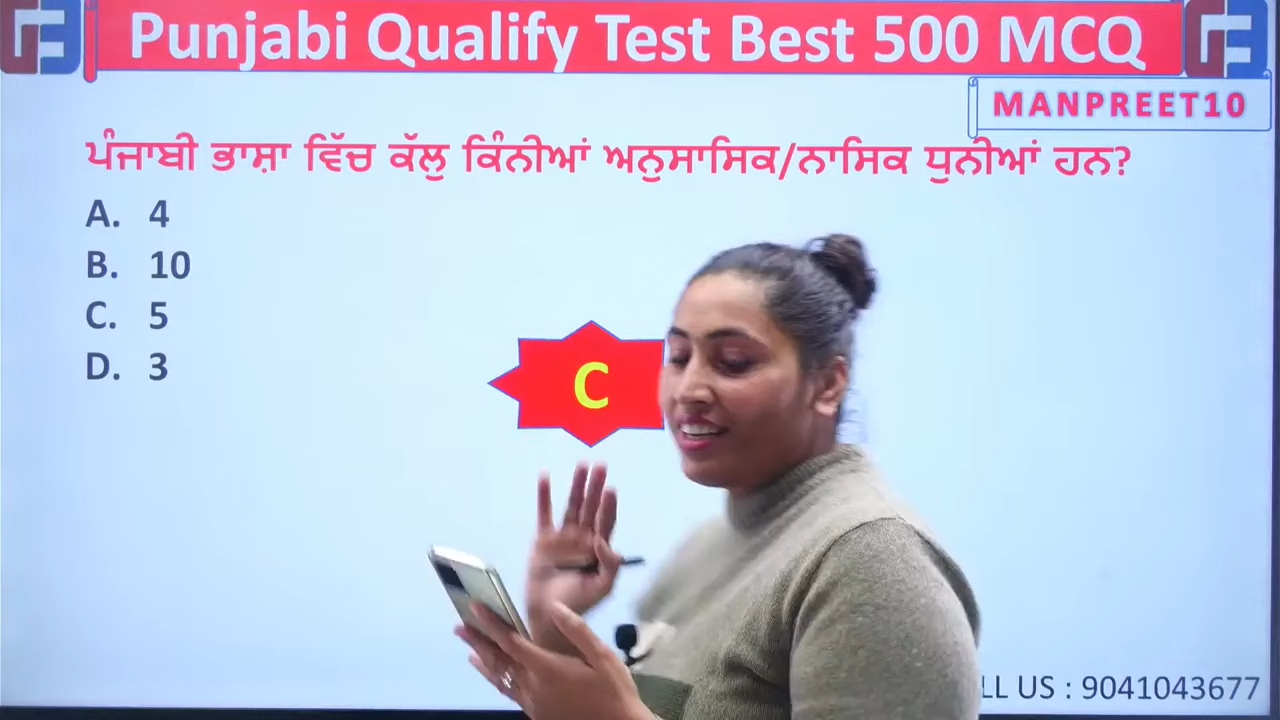 Punjabi Qualify Test Best 500 MCQ
MANPREET10
ਪੰਜਾਬੀ ਭਾਸ਼ਾ ਵਿੱਚ ਕੱਲੁ ਕਿੰਨੀਆਂ ਅਨੁਸਾਸਿਕ/ਨਾਸਿਕ ਧੁਨੀਆਂ ਹਨ?
A. 4
B. 10
C. 5
D. 3
C
LL US : 9041043677